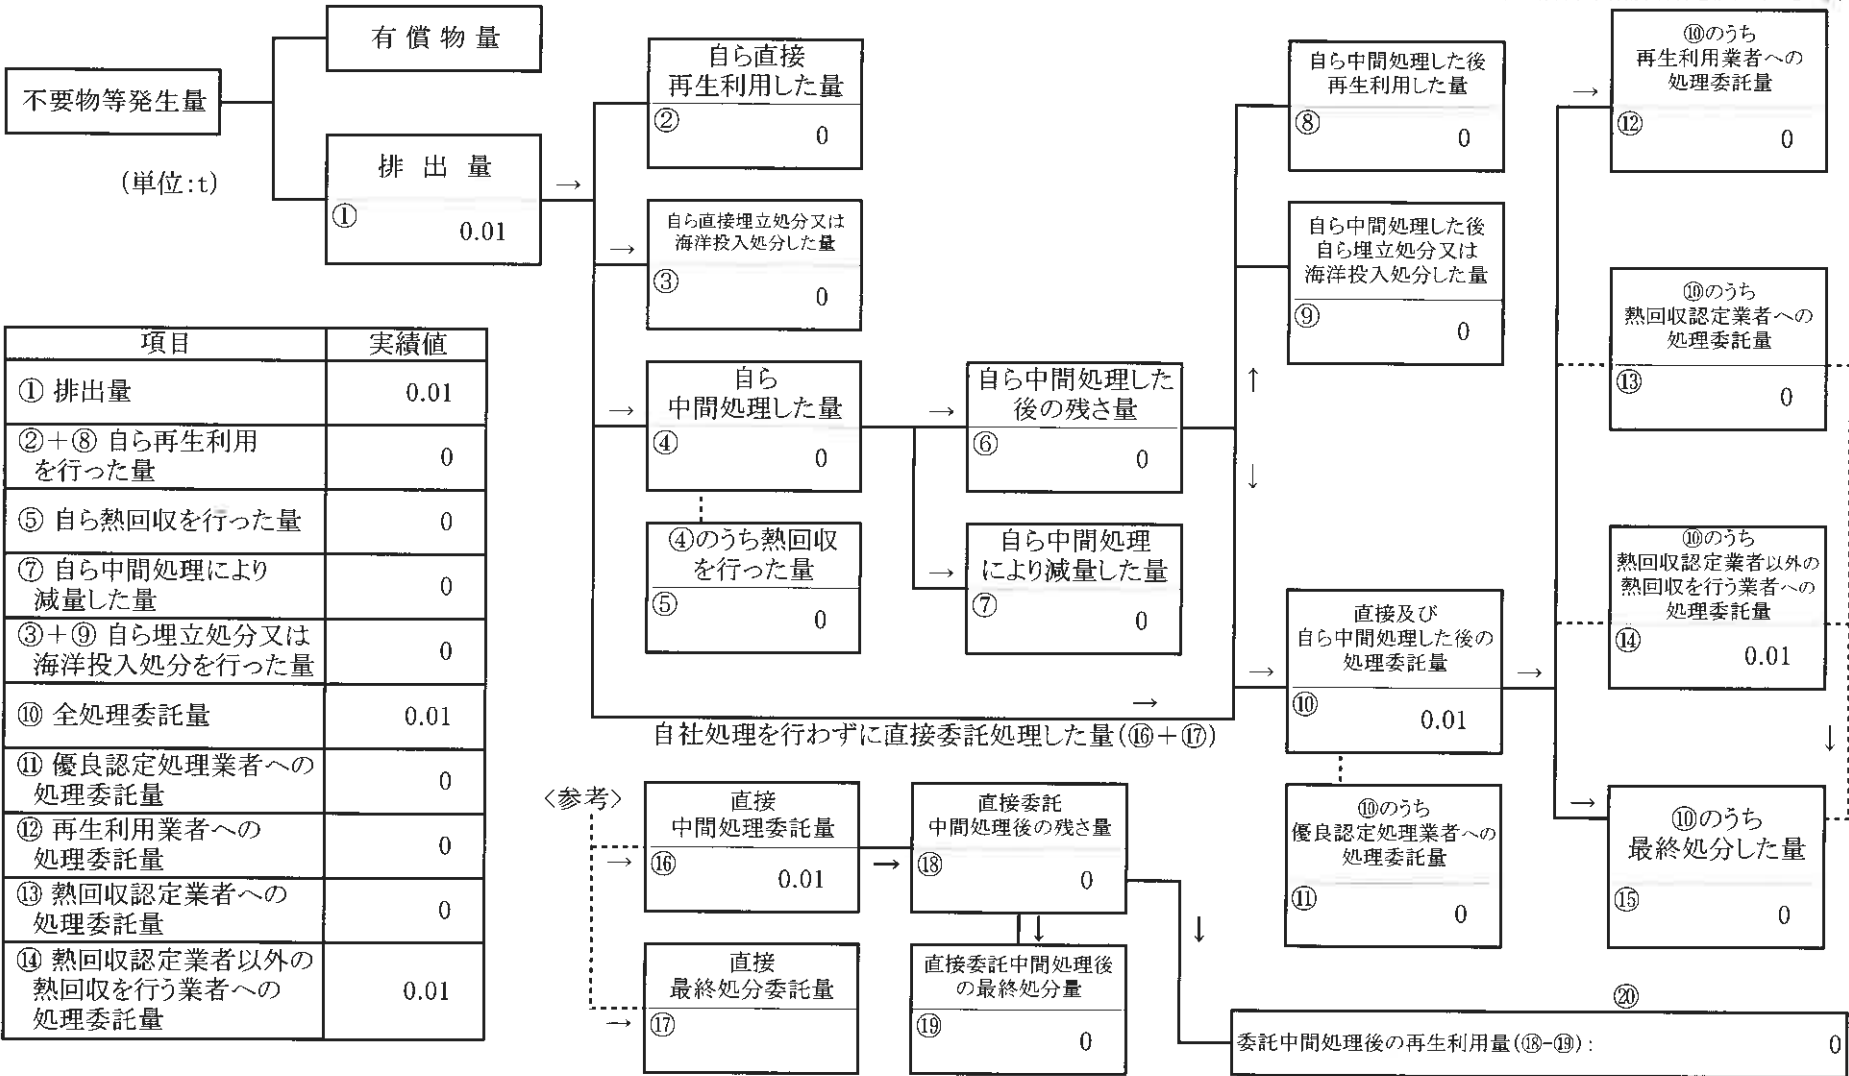 不要物等発生量
(単位:t)
有償物量
排出量
①
0.01
→
自ら直接
再生利用した量
②
0
→
自ら直接埋立処分又は
海洋投入処分した量
③
0
→
自ら
中間処理した量
④
0
④のうち熱回収
を行った量
⑤
0
→
自ら中間処理した
後の残さ量
⑥
0
→
自ら中間処理
により減量した量
⑦
0
↑
↓
自ら中間処理した後
再生利用した量
⑧
0
自ら中間処理した後
自ら埋立処分又は
海洋投入処分した量
⑨
0
→
自社処理を行わずに直接委託処理した量(⑯+⑰)
→
直接及び
自ら中間処理した後の
処理委託量
⑩
0.01
⑩のうち
優良認定処理業者への
処理委託量
⑪
0
→
→
⑩のうち
再生利用業者への
処理委託量
⑫
0
⑩のうち
熱回収認定業者への
処理委託量
⑬
0
⑩のうち
熱回収認定業者以外の
熱回収を行う業者への
処理委託量
⑭
0.01
↓
→
⑩のうち
最終処分した量
⑮
0
項目 実績値
① 排出量 0.01
②+⑧ 自ら再生利用
を行った量 0
⑤ 自ら熱回収を行った量 0
⑦ 自ら中間処理により
減量した量 0
③+⑨ 自ら埋立処分又は
海洋投入処分を行った量 0
⑩ 全処理委託量 0.01
⑪ 優良認定処理業者への
処理委託量 0
⑫ 再生利用業者への
処理委託量 0
⑬ 熱回収認定業者への
処理委託量 0
⑭ 熱回収認定業者以外の
熱回収を行う業者への
処理委託量 0.01
〈参考〉
→
直接
中間処理委託量
⑯
0.01
→
直接
最終処分委託量
⑰
→
直接委託
中間処理後の残さ量
⑱
0
↓
直接委託中間処理後
の最終処分量
⑲
0
↓
⑳
委託中間処理後の再生利用量(⑱-⑲): 0